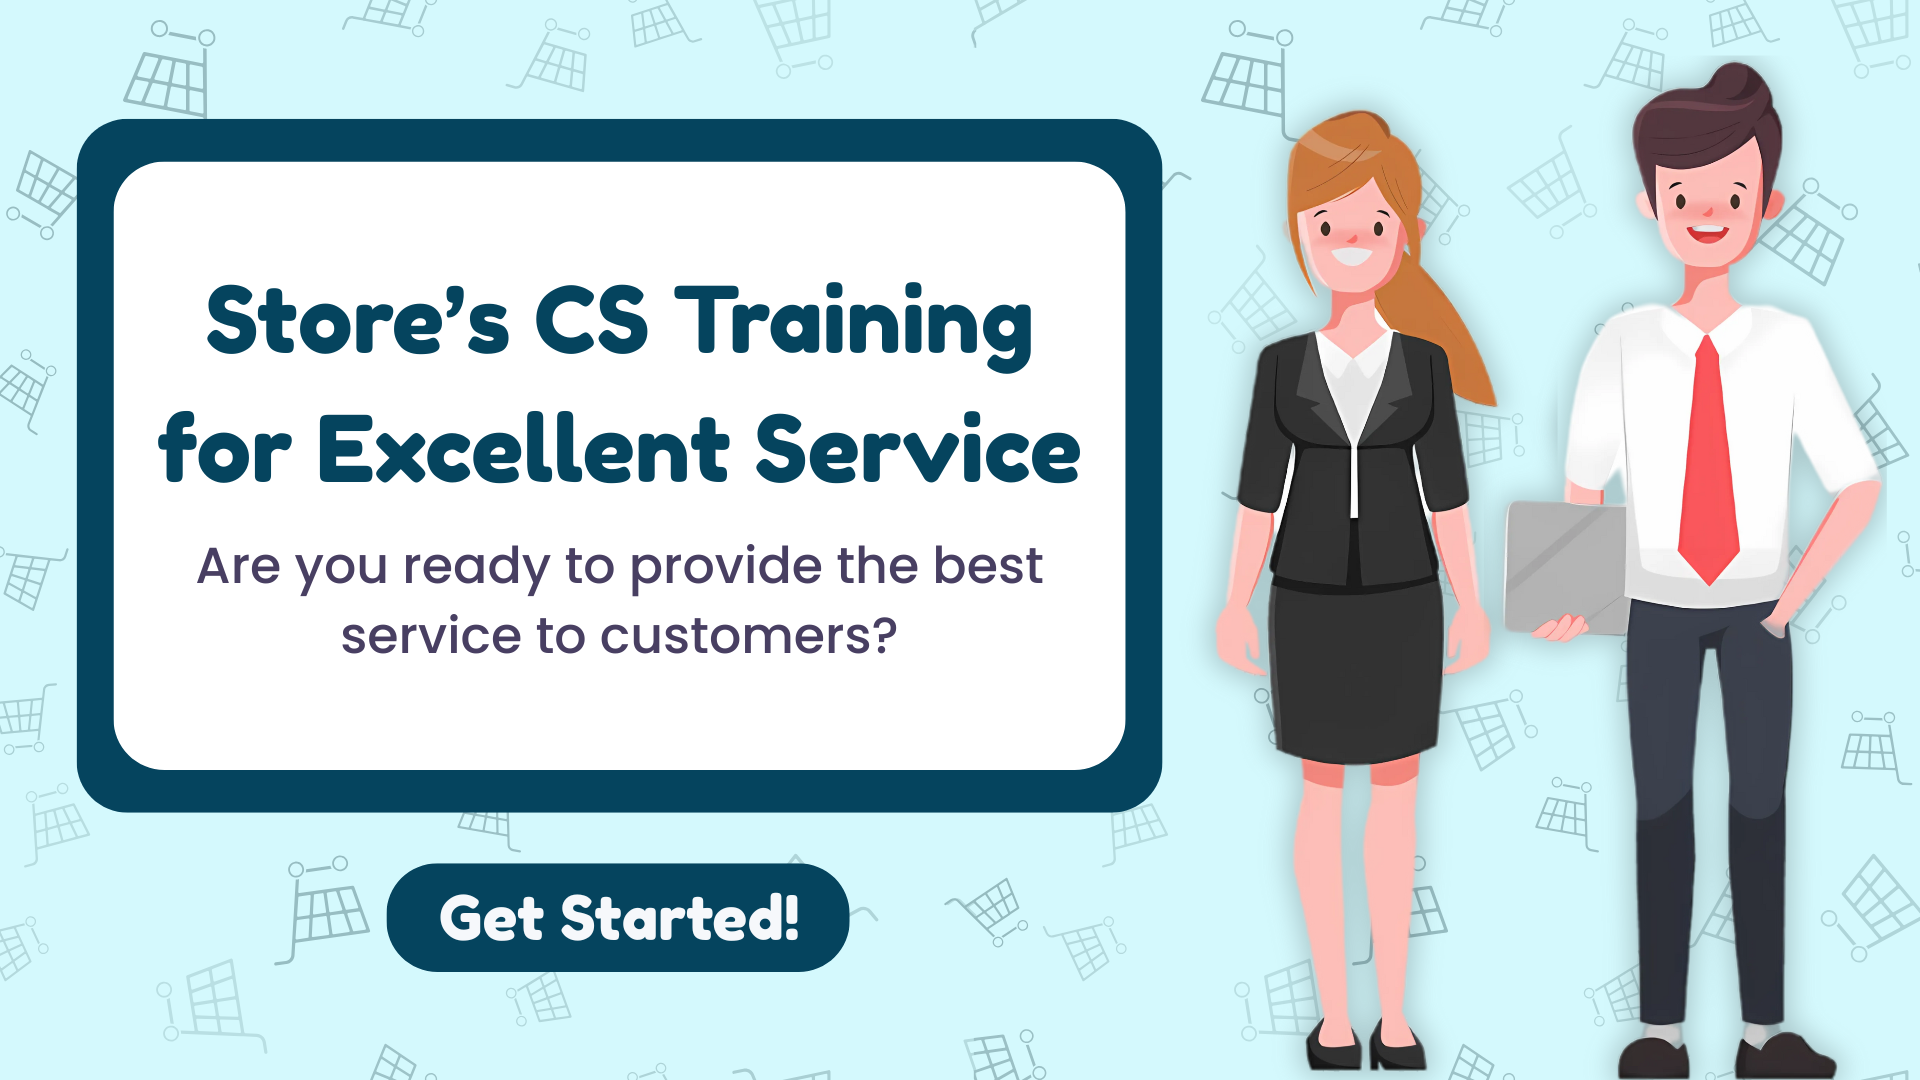 Store’s CS Training
for Excellent Service
Are you ready to provide the best
service to customers?
Get Started!